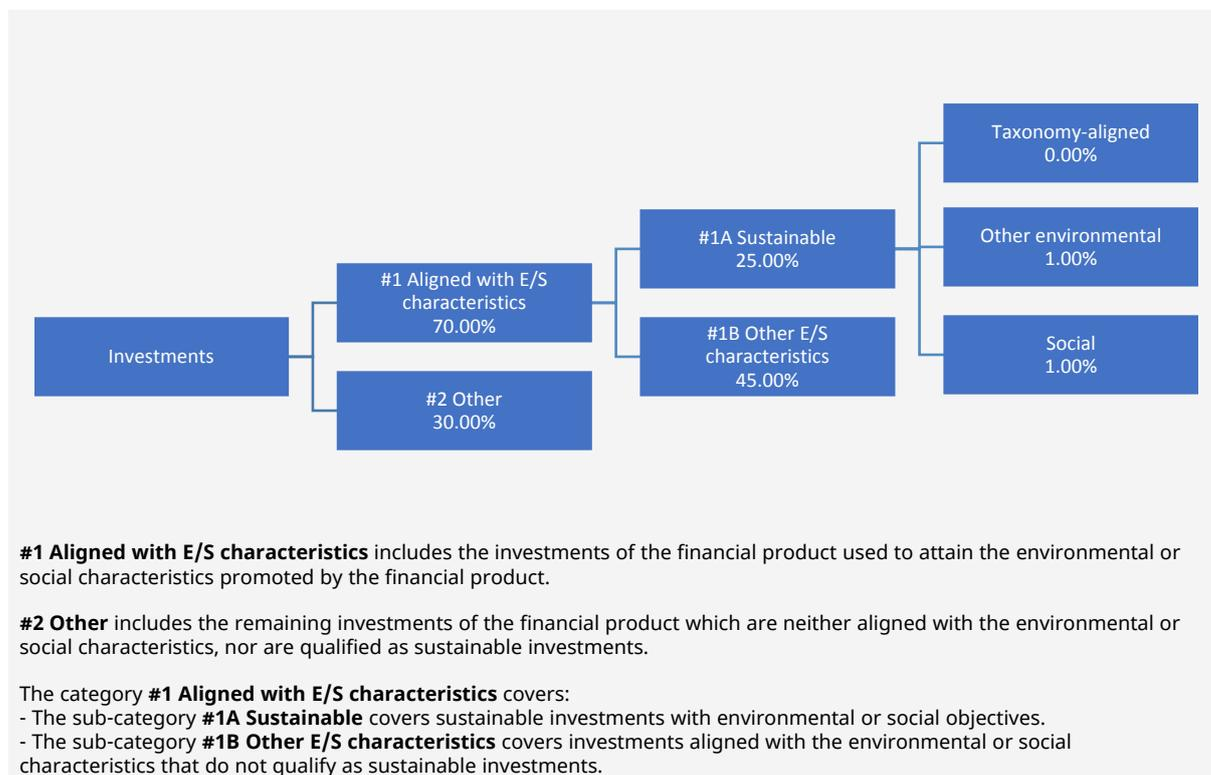 Taxonomy-aligned
0.00%
#1A Sustainable
25.00%
Other environmental
1.00%
#1 Aligned with E/S
characteristics
70.00%
Investments
#1B Other E/S
characteristics
45.00%
Social
1.00%
#2 Other
30.00%
#1 Aligned with E/S characteristics includes the investments of the financial product used to attain the environmental or
social characteristics promoted by the financial product.
#2 Other includes the remaining investments of the financial product which are neither aligned with the environmental or
social characteristics, nor are qualified as sustainable investments.
The category #1 Aligned with E/S characteristics covers:
- The sub-category #1A Sustainable covers sustainable investments with environmental or social objectives.
- The sub-category #1B Other E/S characteristics covers investments aligned with the environmental or social
characteristics that do not qualify as sustainable investments.